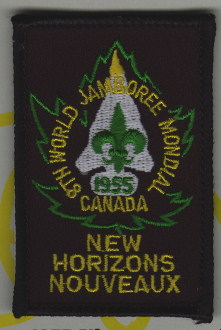 8TH WORLD JAMBOREE MONDIAL
1955
CANADA
NEW
HORIZONS
NOUVEAUX